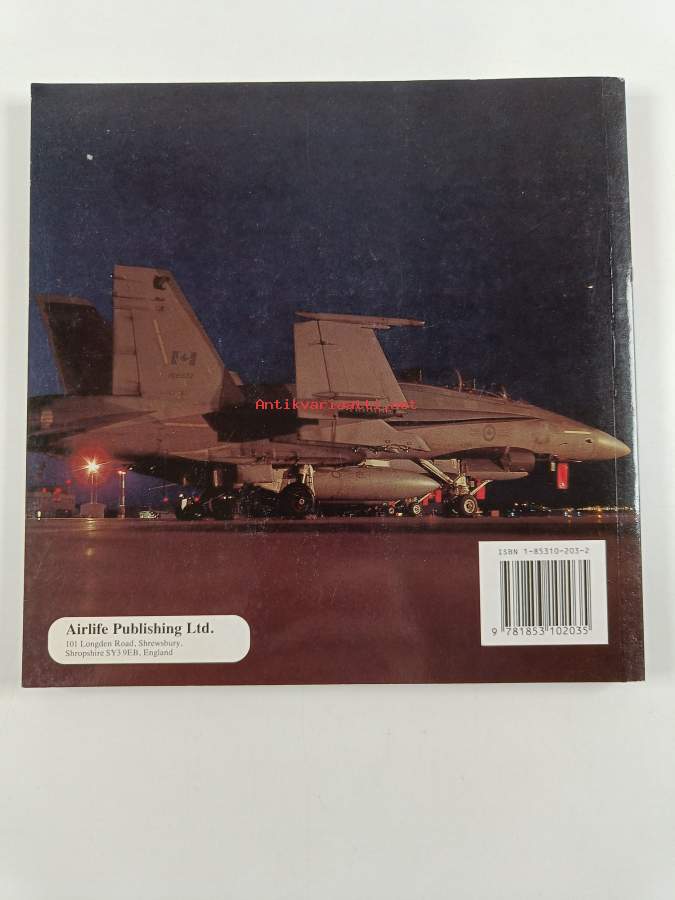 Antikvariaatti.net
ISBN 1-85310-203-2
9 781853 102035
Airlife Publishing Ltd.
101 Longden Road, Shrewsbury,
Shropshire SY3 9EB, England